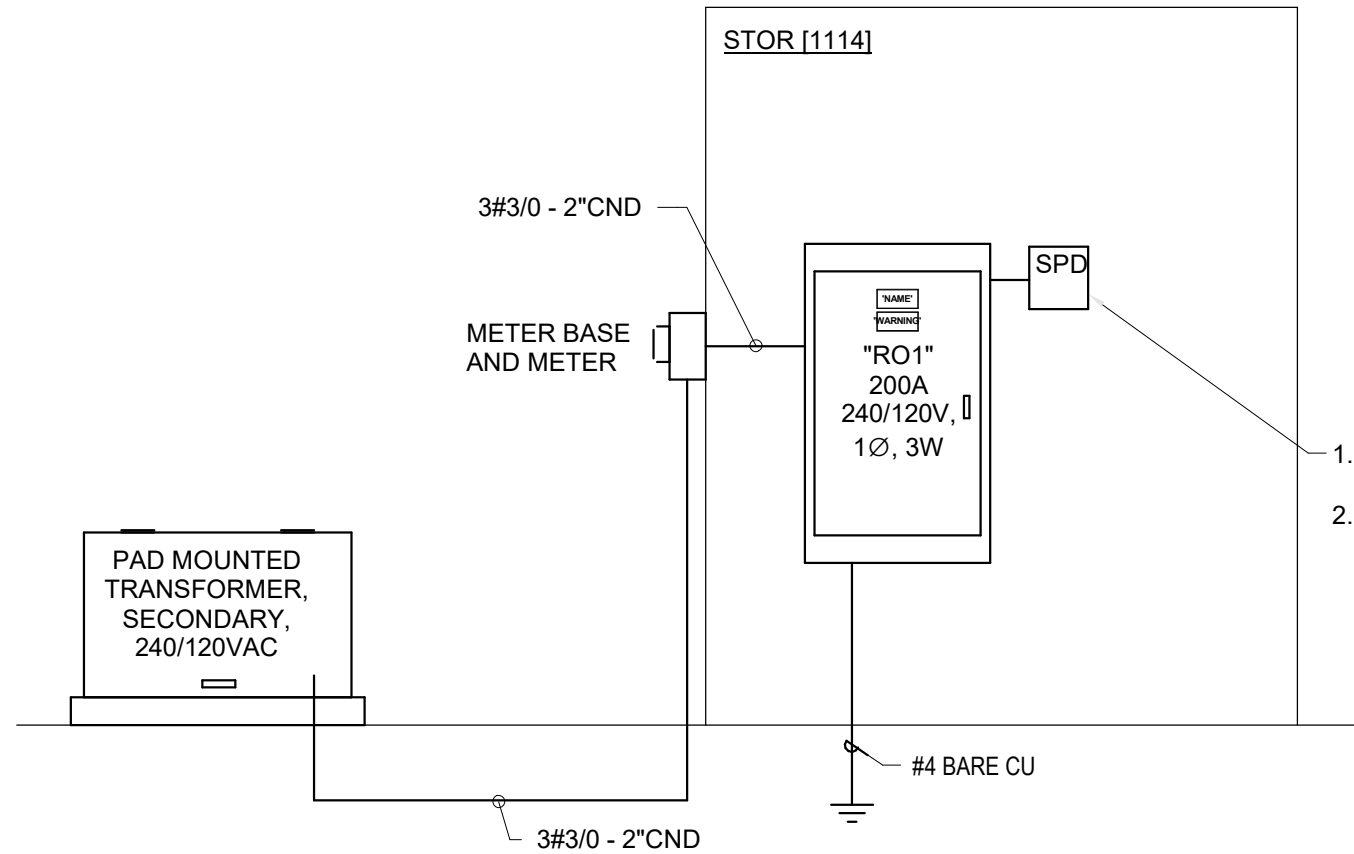 STOR [1114]
3#3/0 - 2"CND
SPD
METER BASE
AND METER
'NAME'
'WARNING'
"RO1"
200A
240/120V,
1Ø, 3W
1.
2.
PAD MOUNTED
TRANSFORMER,
SECONDARY,
240/120VAC
#4 BARE CU
3#3/0 - 2"CND